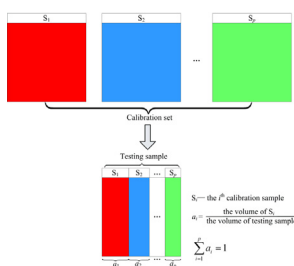 S₁ S₂ ... Sₚ
Calibration set
Testing sample
S₁ S₂ ... Sₚ
...
Sᵢ— the iᵗʰ calibration sample
aᵢ = the volume of Sᵢ / the volume of testing sample
∑ᵢ₌₁ᵖ aᵢ = 1
a₁ a₂ ... aₚ